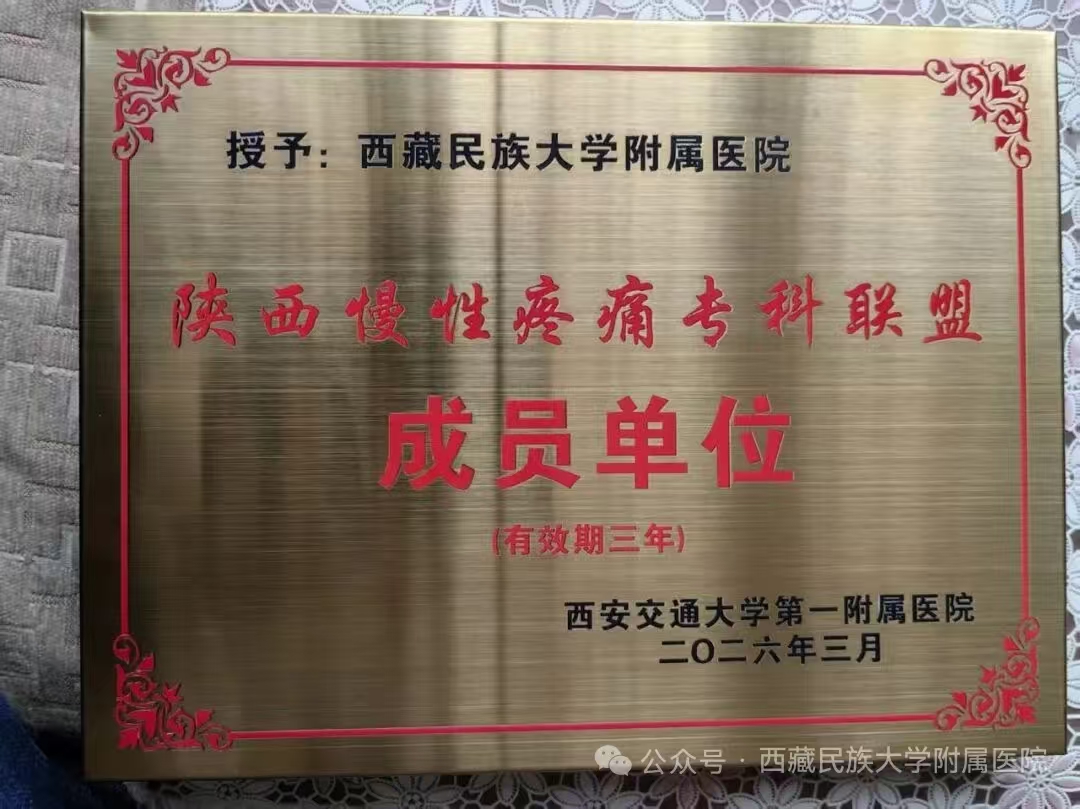 授予：西藏民族大学附属医院
陕西慢性疼痛专科联盟
成员单位
(有效期三年)
西安交通大学第一附属医院
二〇二六年三月
公众号·西藏民族大学附属医院